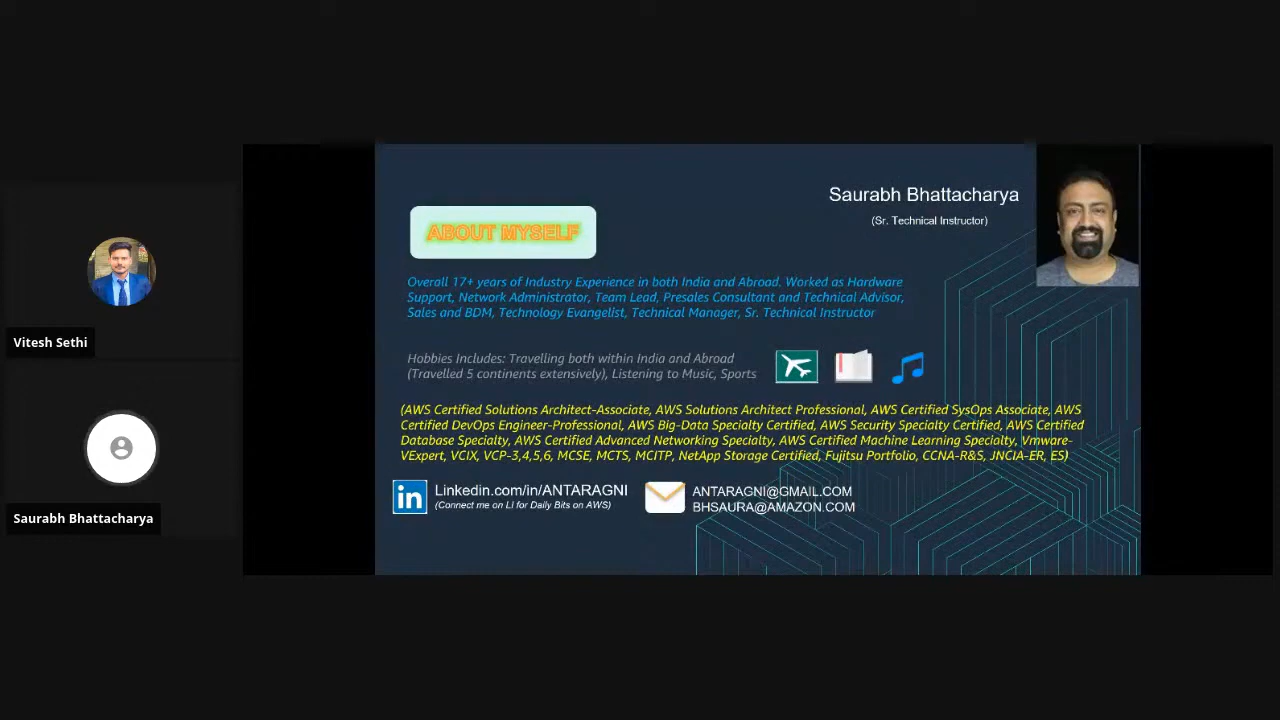 Saurabh Bhattacharya
(Sr. Technical Instructor)
ABOUT MYSELF
Overall 17+ years of Industry Experience in both India and Abroad. Worked as Hardware
Support, Network Administrator, Team Lead, Presales Consultant and Technical Advisor,
Sales and BDM, Technology Evangelist, Technical Manager, Sr. Technical Instructor
Hobbies Includes: Travelling both within India and Abroad
(Travelled 5 continents extensively), Listening to Music, Sports
(AWS Certified Solutions Architect-Associate, AWS Solutions Architect Professional, AWS Certified SysOps Associate, AWS
Certified DevOps Engineer-Professional, AWS Big-Data Specialty Certified, AWS Security Specialty Certified, AWS Certified
Database Specialty, AWS Certified Advanced Networking Specialty, AWS Certified Machine Learning Specialty, Vmware-
VExpert, VCIX, VCP-3,4,5,6, MCSE, MCTS, MCITP, NetApp Storage Certified, Fujitsu Portfolio, CCNA-R&S, JNCIA-ER, ES)
in
Linkedin.com/in/ANTARAGNI
(Connect me on LI for Daily Bits on AWS)
ANTARAGNI@GMAIL.COM
BHSAURA@AMAZON.COM
Vitesh Sethi
Saurabh Bhattacharya